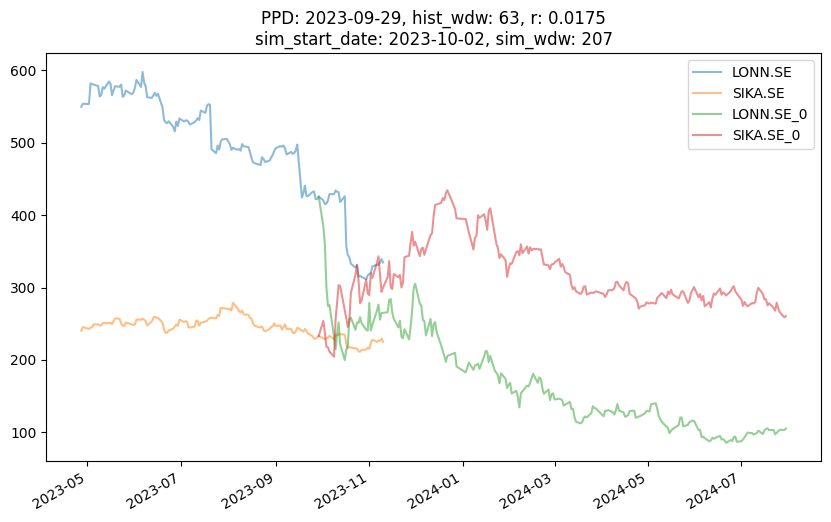 PPD: 2023-09-29, hist_wdw: 63, r: 0.0175
sim_start_date: 2023-10-02, sim_wdw: 207
600
500
400
300
200
100
LONN.SE
SIKA.SE
LONN.SE_0
SIKA.SE_0
2023-05
2023-07
2023-09
2023-11
2024-01
2024-03
2024-05
2024-07